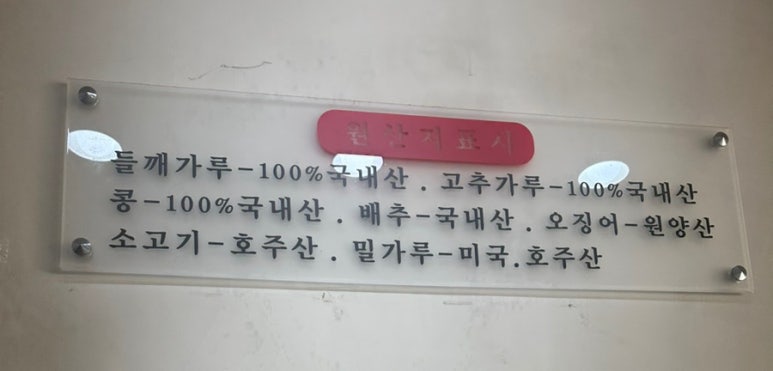 원산지표시
들깨가루-100%국내산 . 고추가루-100%국내산
콩-100%국내산 . 배추-국내산 . 오징어-원양산
소고기-호주산 . 밀가루-미국.호주산